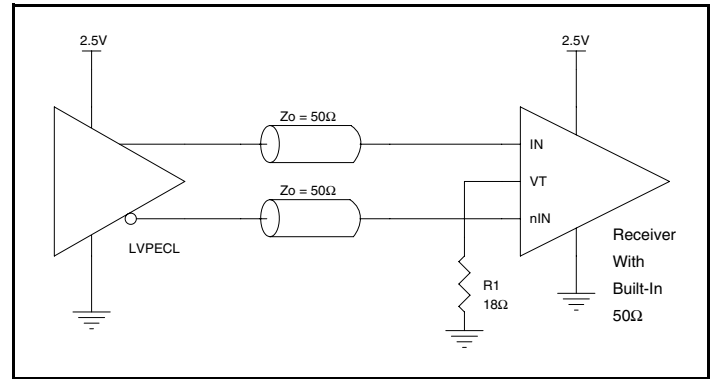 2.5V
2.5V
Zo = 50Ω
IN
VT
Zo = 50Ω
nIN
LVPECL
Receiver
With
Built-In
50Ω
R1
18Ω